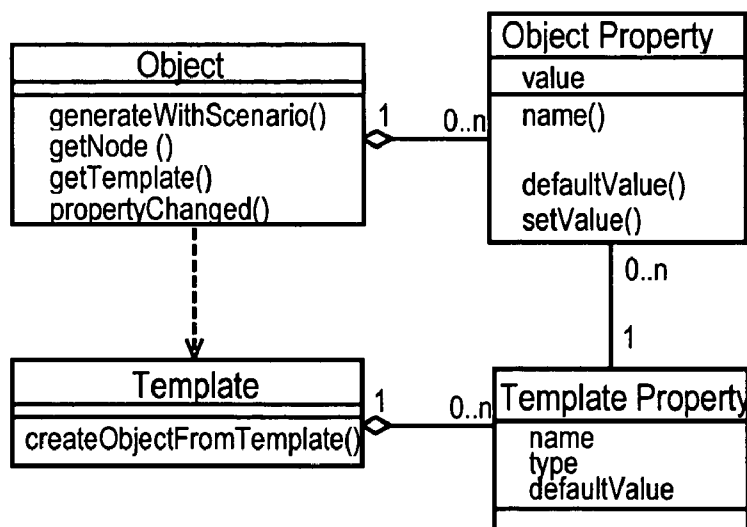 Object
generateWithScenario()
getNode ()
getTemplate()
propertyChanged()
1
0..n
Object Property
value
name()
defaultValue()
setValue()
0..n
1
Template
createObjectFromTemplate()
1
0..n
Template Property
name
type
defaultValue